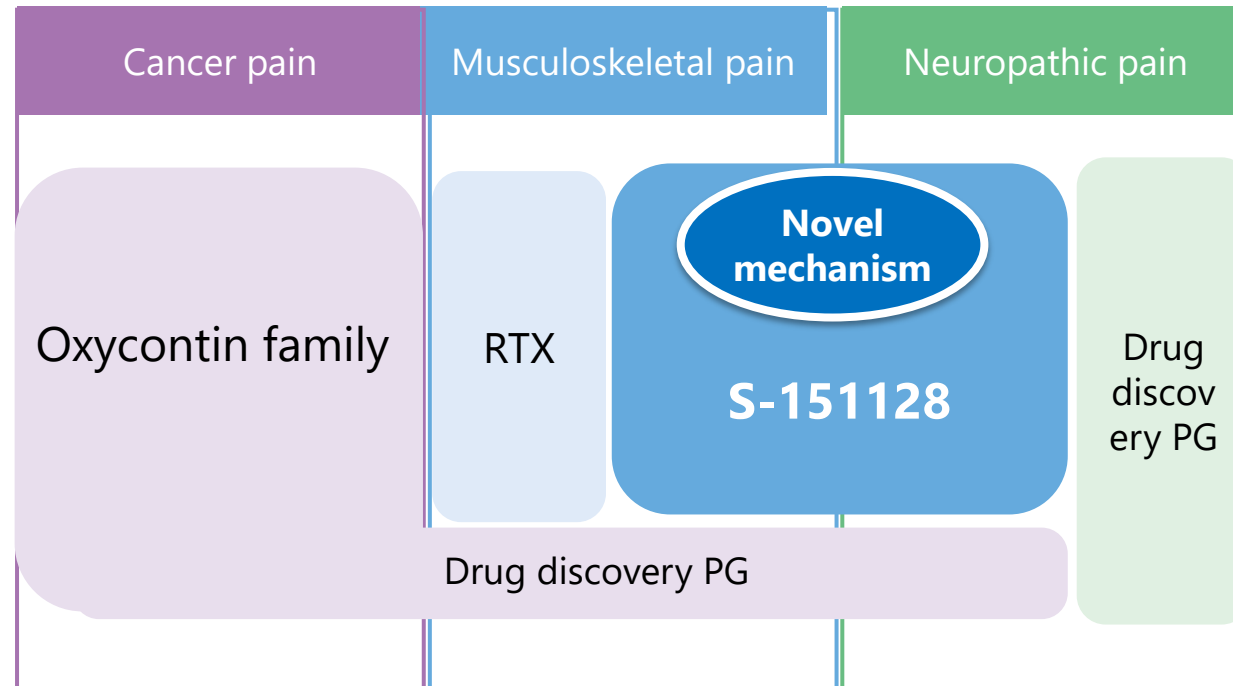 Cancer pain
Musculoskeletal pain
Neuropathic pain
Oxycontin family
RTX
Novel
mechanism
S-151128
Drug
discov
ery PG
Drug discovery PG